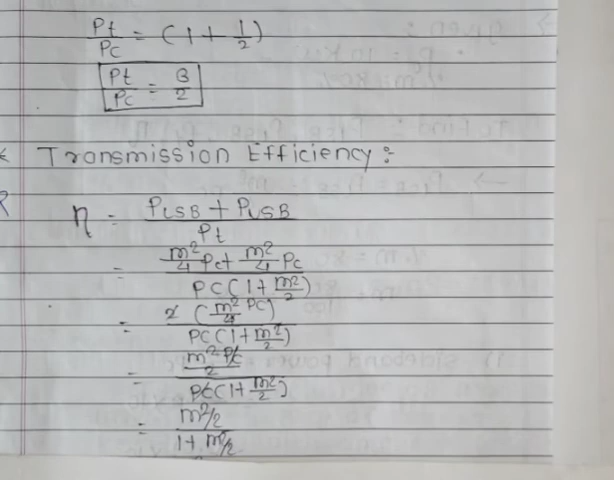 Pt/Pc = (1 + 1/2)
Pt/Pc = 3/2
Transmission Efficiency :-
η = (PLSB + PUSB)/Pt
= (m²/4 Pc + m²/4 Pc)/(PC(1 + m²/2))
= (2 (m²/4 PC))/(PC(1 + m²/2))
= (m² Pc/2)/(PC(1 + m²/2))
= (m²/2)/(1 + m²/2)